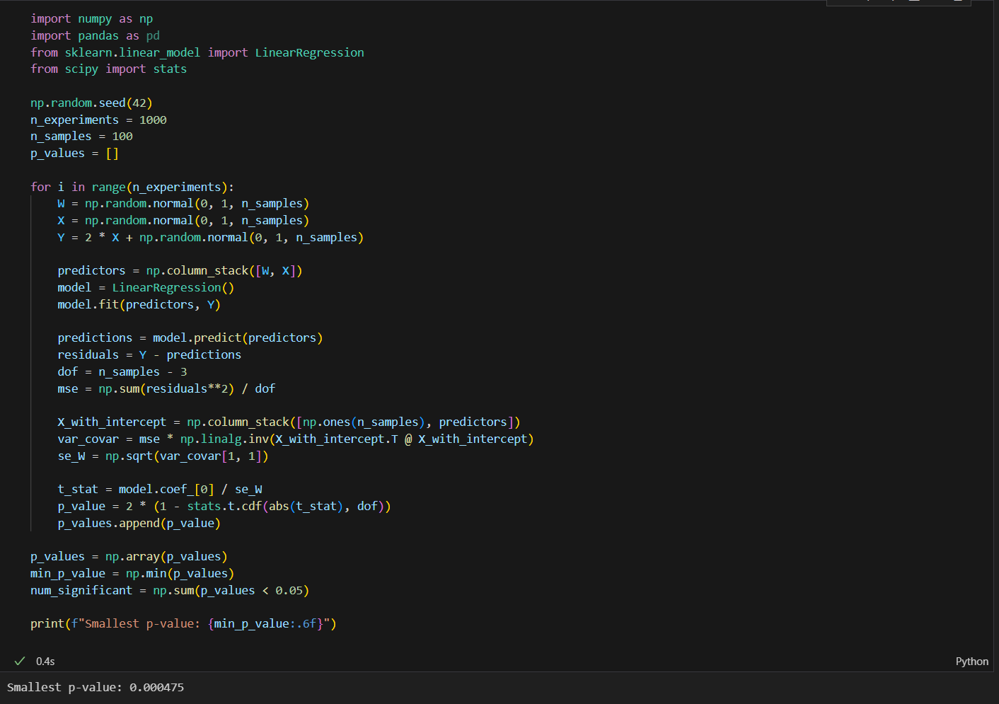 import numpy as np
import pandas as pd
from sklearn.linear_model import LinearRegression
from scipy import stats
np.random.seed(42)
n_experiments = 1000
n_samples = 100
p_values = []
for i in range(n_experiments):
    W = np.random.normal(0, 1, n_samples)
    X = np.random.normal(0, 1, n_samples)
    Y = 2 * X + np.random.normal(0, 1, n_samples)
    predictors = np.column_stack([W, X])
    model = LinearRegression()
    model.fit(predictors, Y)
    predictions = model.predict(predictors)
    residuals = Y - predictions
    dof = n_samples - 3
    mse = np.sum(residuals**2) / dof
    X_with_intercept = np.column_stack([np.ones(n_samples), predictors])
    var_covar = mse * np.linalg.inv(X_with_intercept.T @ X_with_intercept)
    se_W = np.sqrt(var_covar[1, 1])
    t_stat = model.coef_[0] / se_W
    p_value = 2 * (1 - stats.t.cdf(abs(t_stat), dof))
    p_values.append(p_value)
p_values = np.array(p_values)
min_p_value = np.min(p_values)
num_significant = np.sum(p_values < 0.05)
print(f"Smallest p-value: {min_p_value:.6f}")
0.4s
Python
Smallest p-value: 0.000475